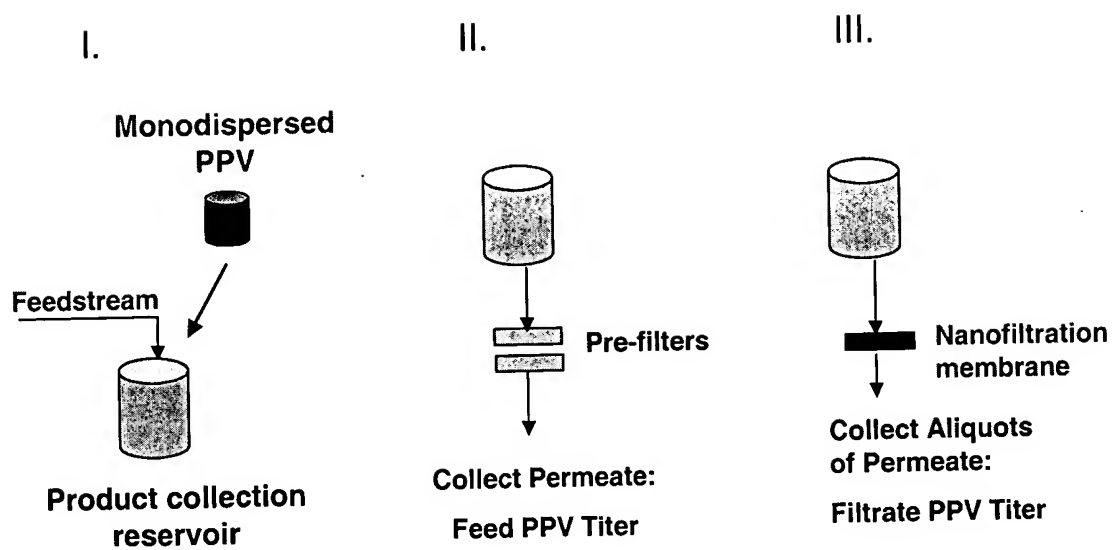 I.
Monodispersed
PPV
Feedstream
Product collection
reservoir
II.
Pre-filters
Collect Permeate:
Feed PPV Titer
III.
Nanofiltration
membrane
Collect Aliquots
of Permeate:
Filtrate PPV Titer